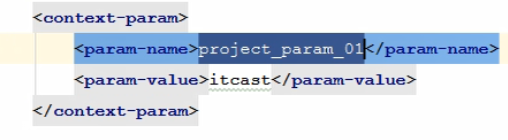 <context-param>
<param-name>project_param_01</param-name>
<param-value>itcast</param-value>
</context-param>